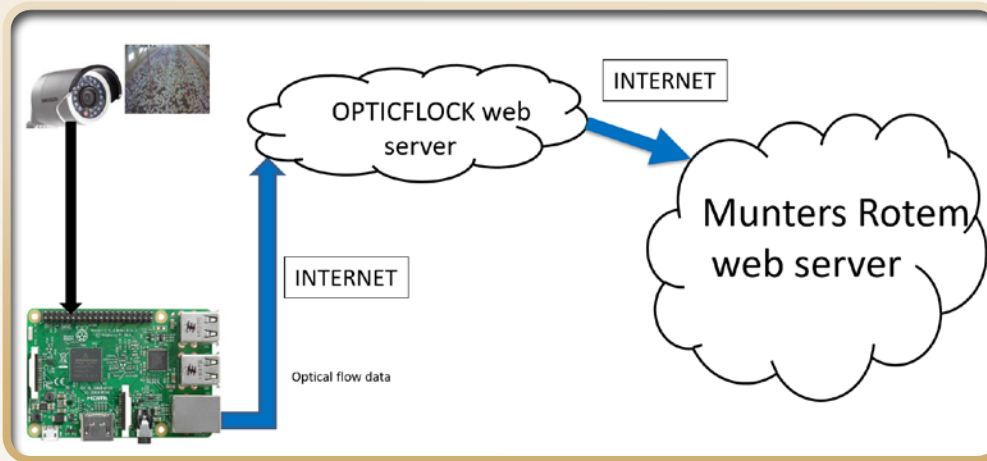 INTERNET
OPTICFLOCK web
server
Munters Rotem
web server
INTERNET
Optical flow data